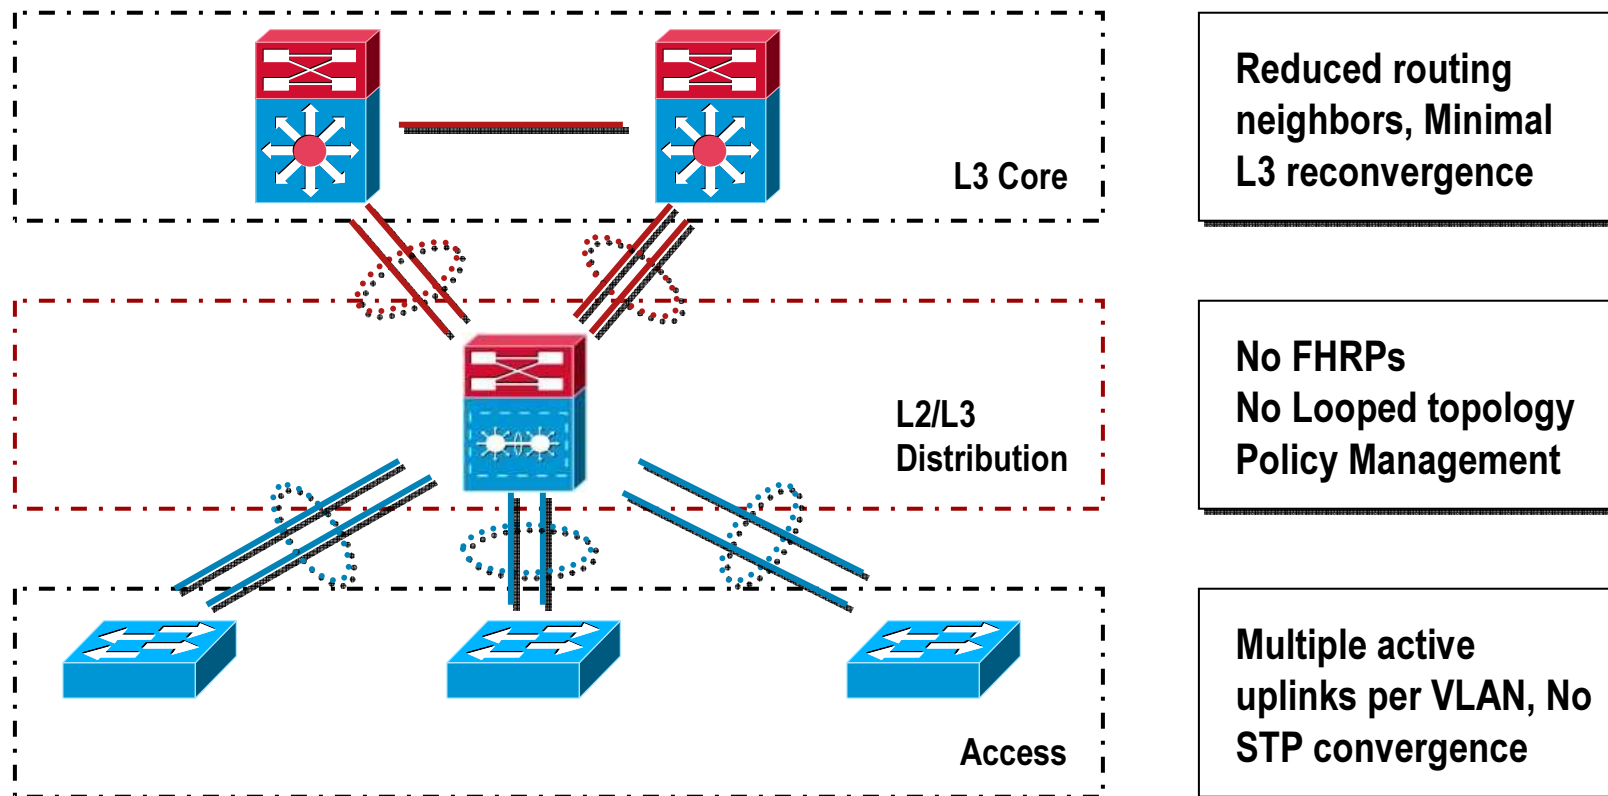 L3 Core
Reduced routing
neighbors, Minimal
L3 reconvergence
L2/L3
Distribution
No FHRPs
No Looped topology
Policy Management
Access
Multiple active
uplinks per VLAN, No
STP convergence